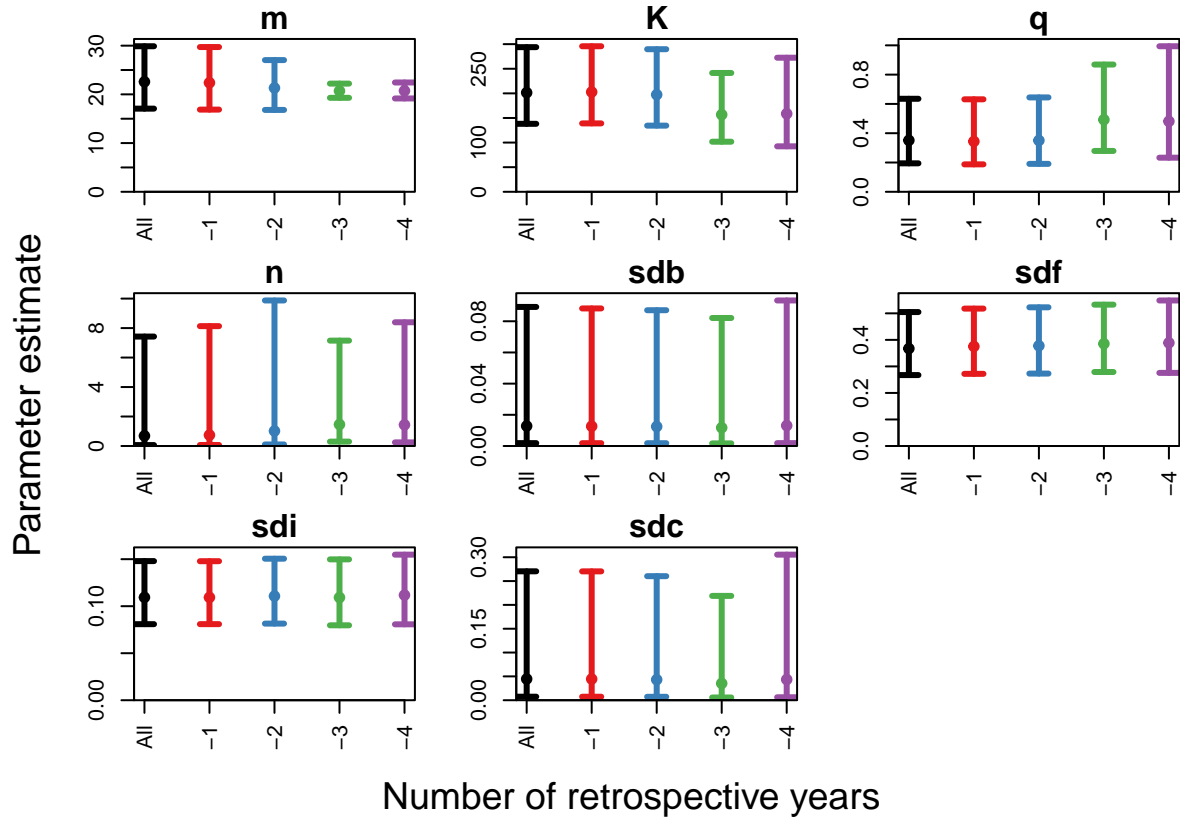 m K q
30
20
10
0
All −1 −2 −3 −4
250
100
0
All −1 −2 −3 −4
0.8
0.4
0.0
All −1 −2 −3 −4
Parameter estimate
n sdb sdf
8
4
0
All −1 −2 −3 −4
0.08
0.04
0.00
All −1 −2 −3 −4
0.4
0.2
0.0
All −1 −2 −3 −4
sdi sdc
0.10
0.00
All −1 −2 −3 −4
0.30
0.15
0.00
All −1 −2 −3 −4
Number of retrospective years